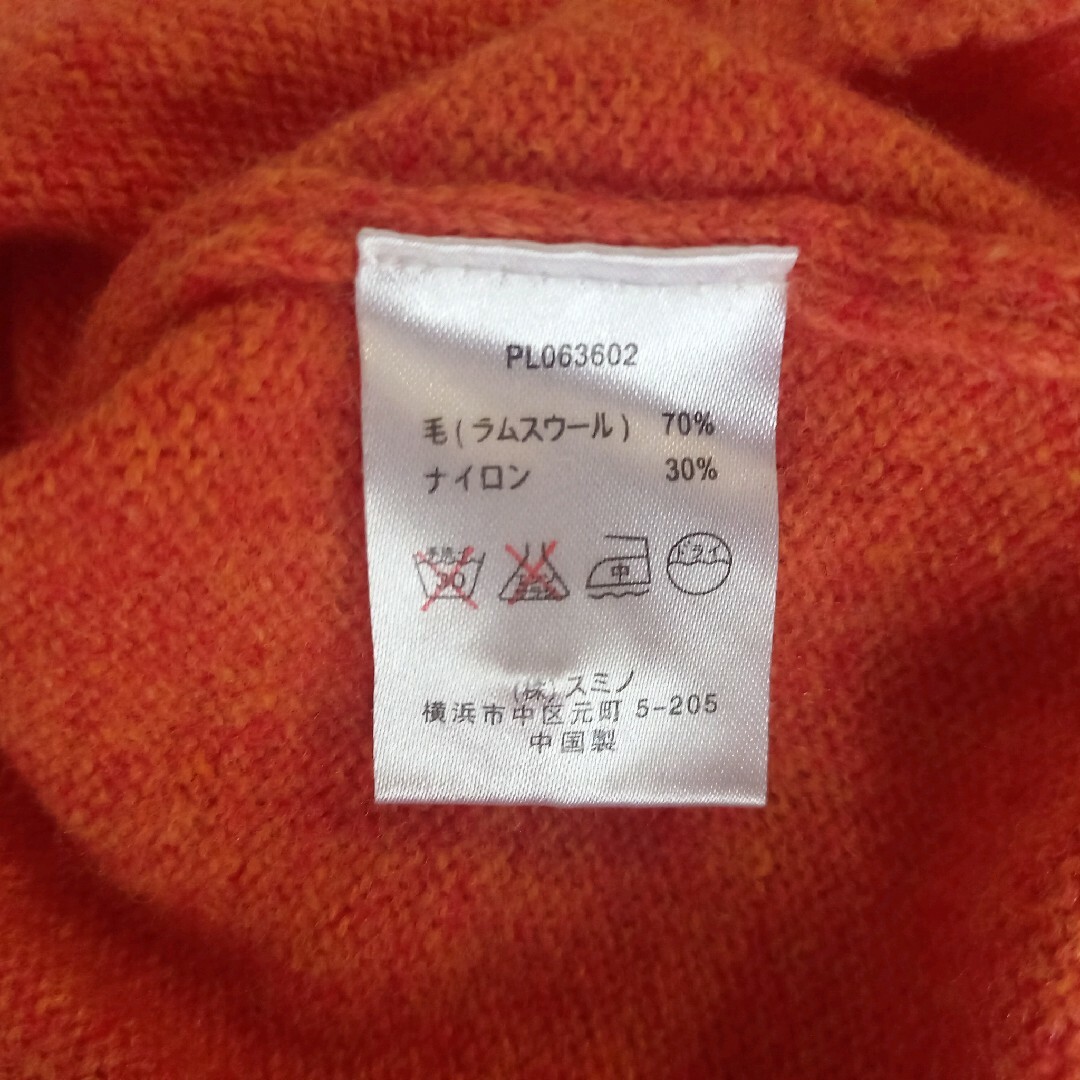 PL063602
毛(ラムスウール) 70%
ナイロン 30%
30 中 ドライ
(株)スミノ
横浜市中区元町 5-205
中国製